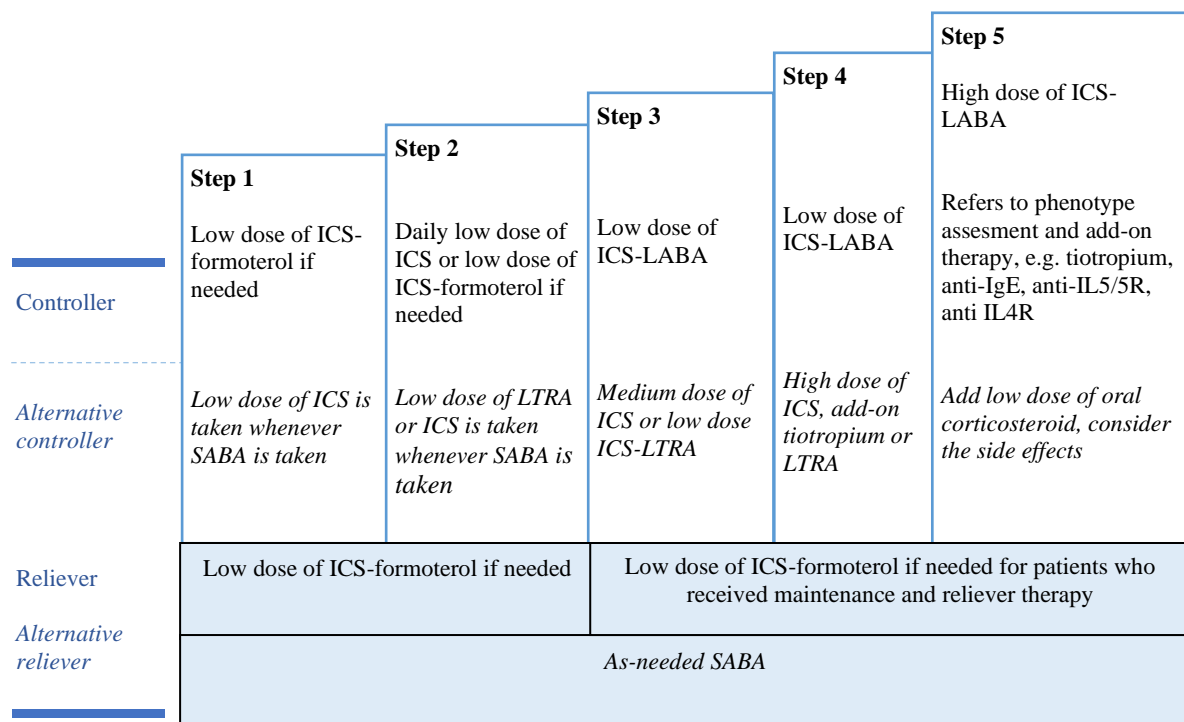 Step 1
Low dose of ICS-
formoterol if
needed
Low dose of ICS is
taken whenever
SABA is taken
Step 2
Daily low dose of
ICS or low dose of
ICS-formoterol if
needed
Low dose of LTRA
or ICS is taken
whenever SABA is
taken
Step 3
Low dose of
ICS-LABA
Medium dose of
ICS or low dose
ICS-LTRA
Step 4
Low dose of
ICS-LABA
High dose of
ICS, add-on
tiotropium or
LTRA
Step 5
High dose of ICS-
LABA
Refers to phenotype
assesment and add-on
therapy, e.g. tiotropium,
anti-IgE, anti-IL5/5R,
anti IL4R
Add low dose of oral
corticosteroid, consider
the side effects
Controller
Alternative
controller
Reliever
Low dose of ICS-formoterol if needed
Low dose of ICS-formoterol if needed for patients who
received maintenance and reliever therapy
Alternative
reliever
As-needed SABA